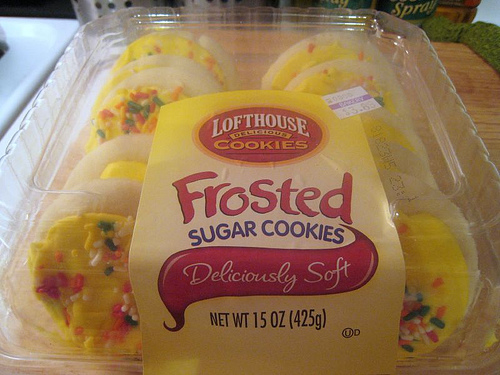 Spray
LOFTHOUSE
DELICIOUS
COOKIES
Frosted
SUGAR COOKIES
Deliciously Soft
NET WT 15 OZ (425g)
U D